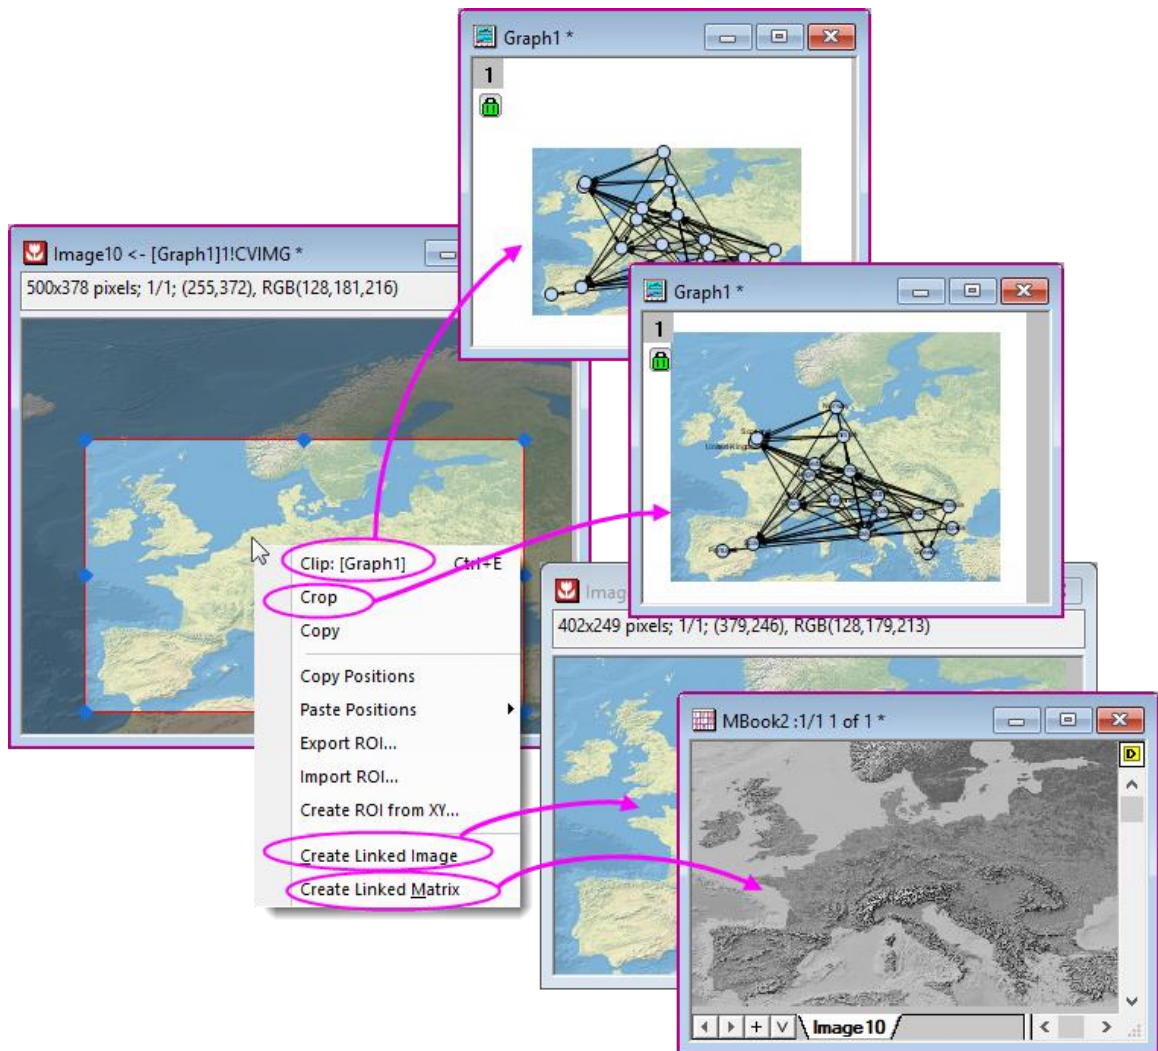 Graph1 *
1
Image10 <- [Graph1]1!CVIMG *
500x378 pixels; 1/1; (255,372), RGB(128,181,216)
Graph1 *
1
Clip: [Graph1] Ctrl+E
Crop
Copy
Copy Positions
Paste Positions
Export ROI...
Import ROI...
Create ROI from XY...
Create Linked Image
Create Linked Matrix
402x249 pixels; 1/1; (379,246), RGB(128,179,213)
MBook2 :1/1 1 of 1 *
D
Image10